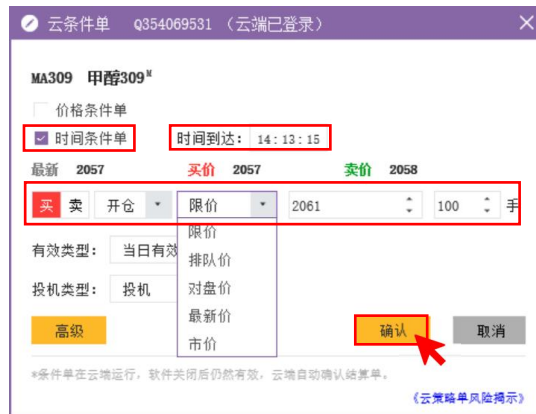 云条件单 Q354069531 (云端已登录)
MA309 甲醇309M
价格条件单
时间条件单 时间到达: 14:13:15
最新 2057 买价 2057 卖价 2058
买 卖 开仓 限价 2061 100 手
限价
有效类型: 当日有效
排队价
投机类型: 投机 对盘价
最新价
高级 确认 取消
市价
*条件单在云端运行, 软件关闭后仍然有效, 云端自动确认结算单。
《云策略单风险揭示》